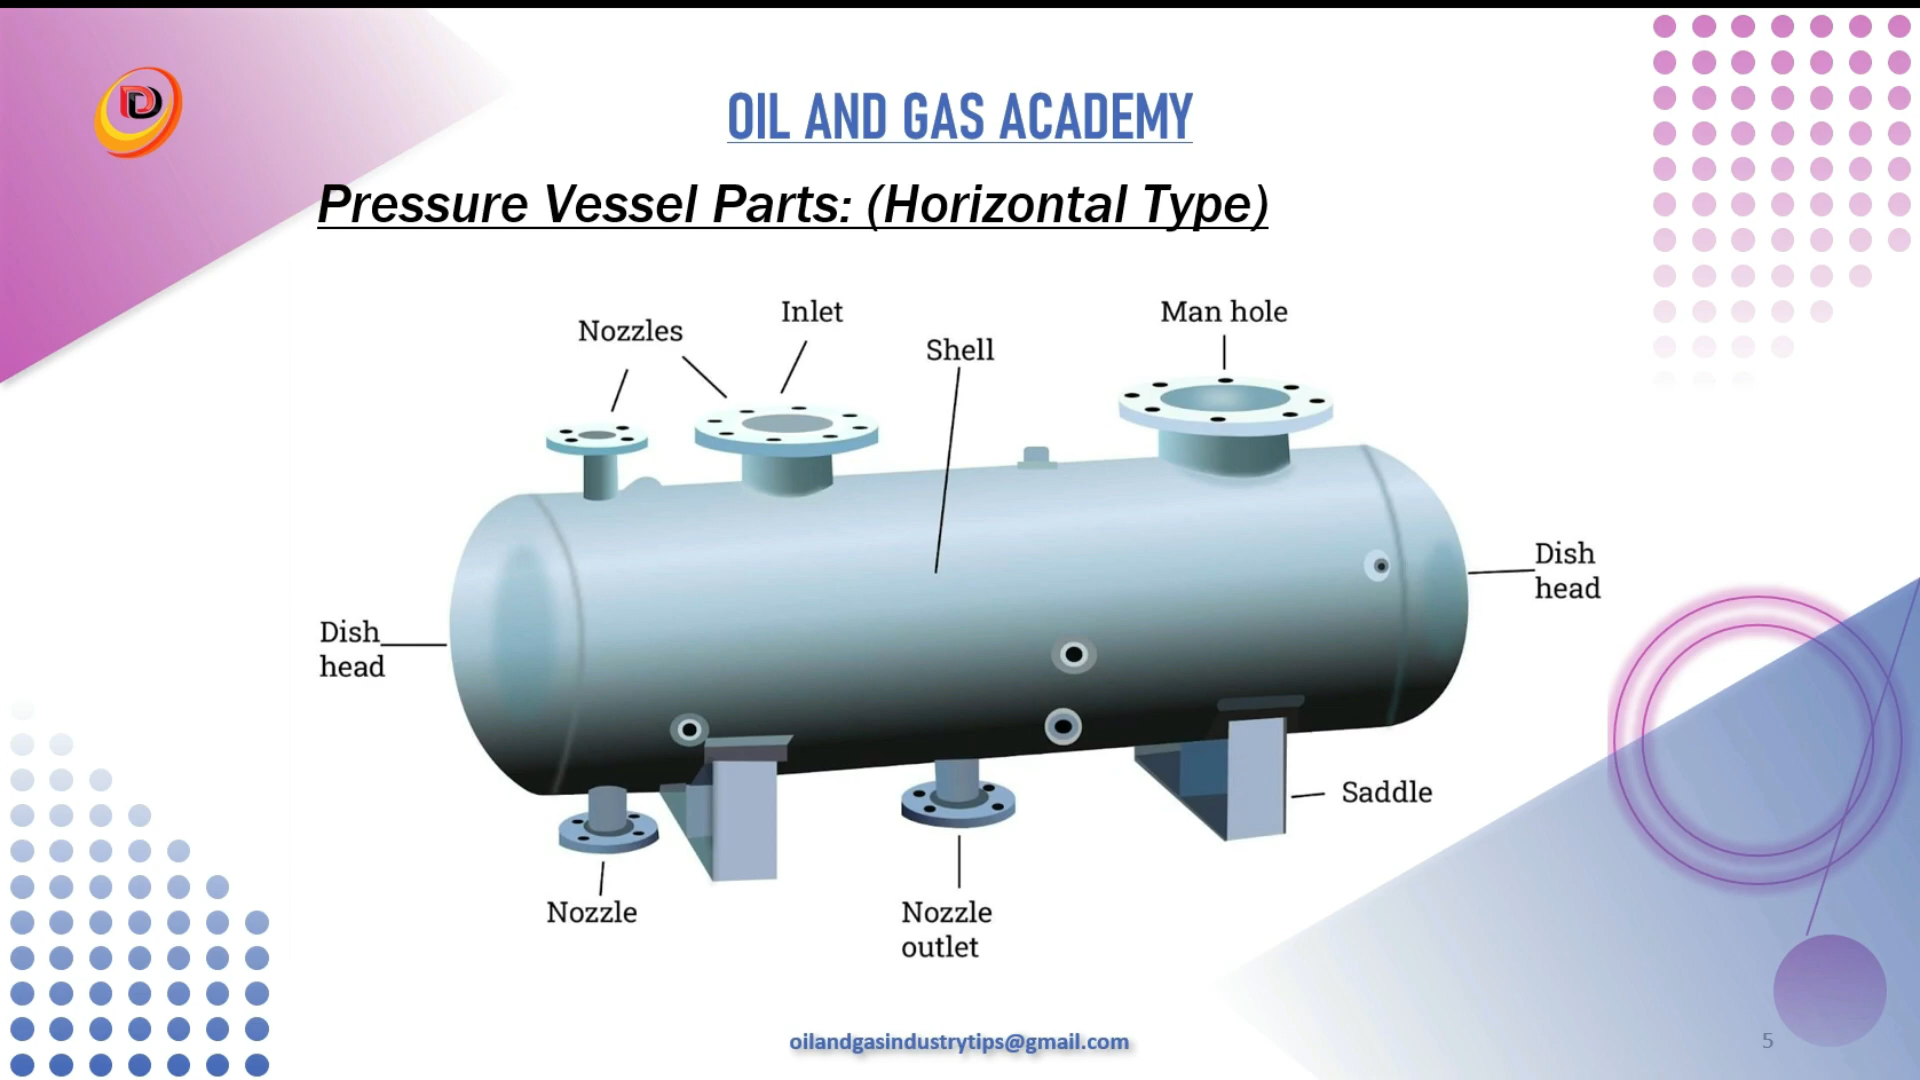 D
OIL AND GAS ACADEMY
Pressure Vessel Parts: (Horizontal Type)
Nozzles
Inlet
Shell
Man hole
Dish
head
Dish
head
Saddle
Nozzle
Nozzle
outlet
oilandgasindustrytips@gmail.com
5